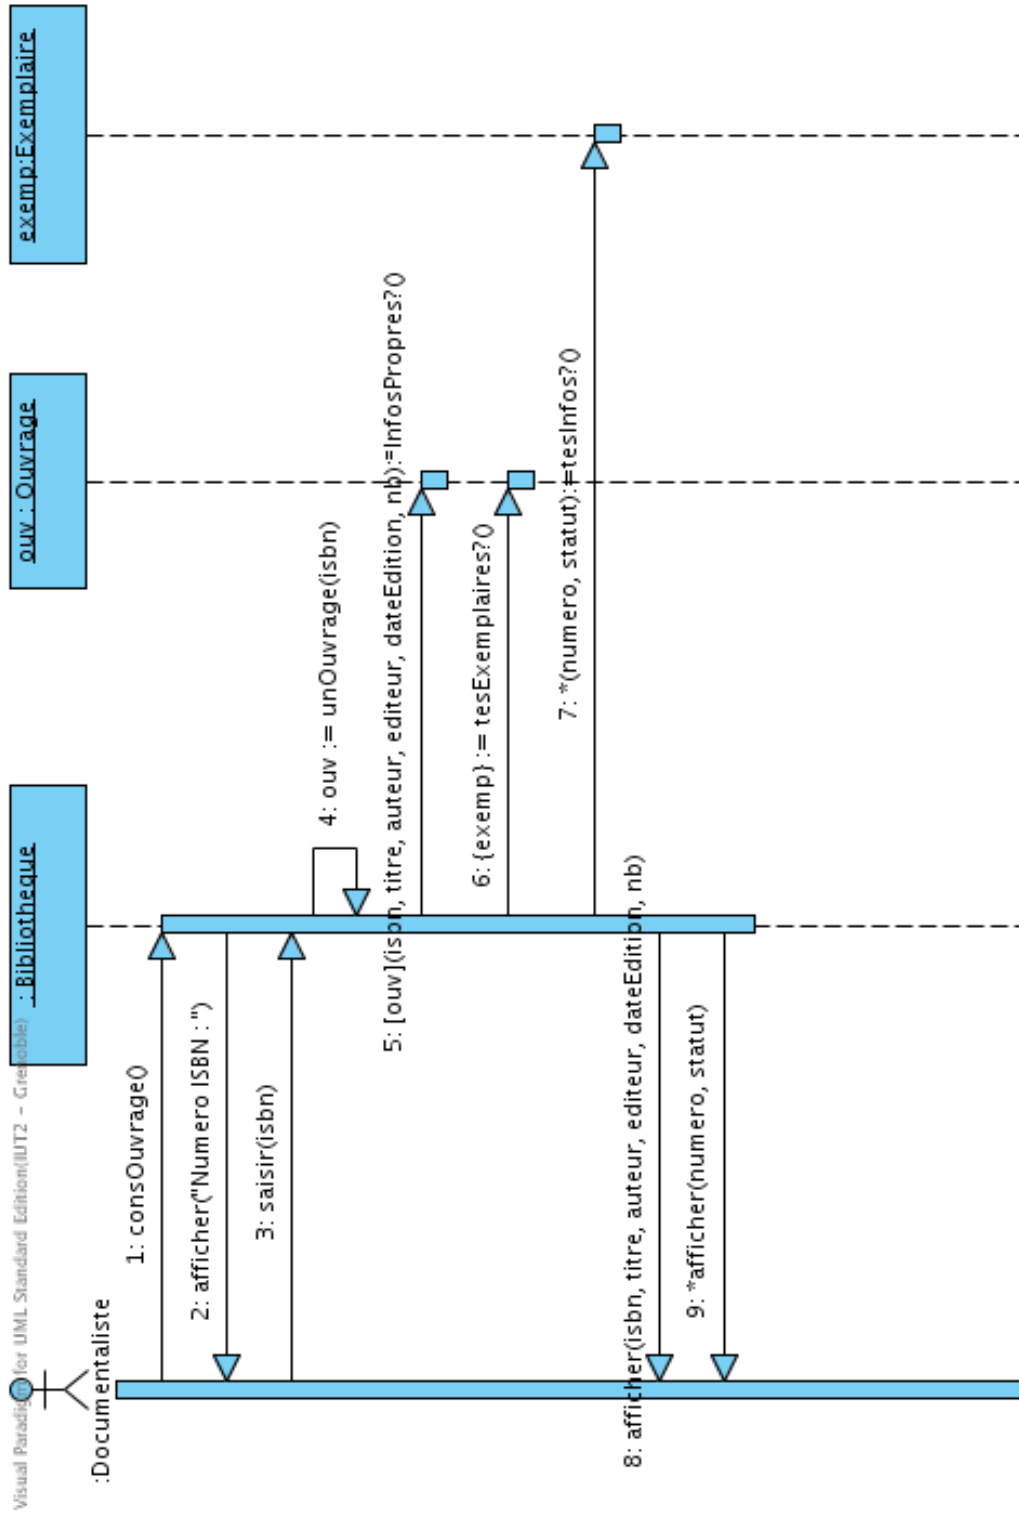 Visual Paradigm for UML Standard Edition(IUT2 - Grenoble)
:Documentaliste
: Bibliotheque
ouv : Ouvrage
exemp:Exemplaire
1: consOuvrage()
2: afficher("Numero ISBN : ")
3: saisir(isbn)
4: ouv := unOuvrage(isbn)
5: [ouv](isbn, titre, auteur, editeur, dateEdition, nb):=InfosPropres?()
6: {exemp} := tesExemplaires?()
7: *(numero, statut):=tesInfos?()
8: afficher(isbn, titre, auteur, editeur, dateEdition, nb)
9: *afficher(numero, statut)